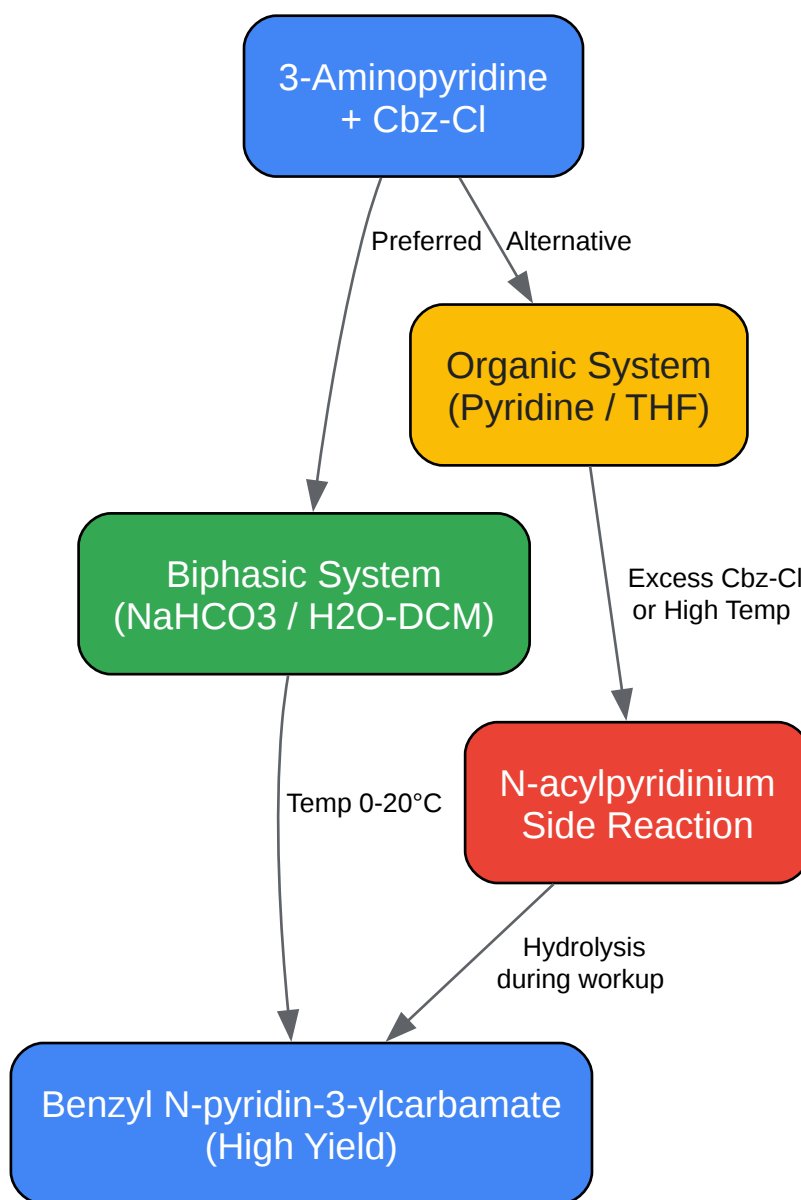 3-Aminopyridine
+ Cbz-Cl
Preferred
Alternative
Organic System
(Pyridine / THF)
Biphasic System
(NaHCO3 / H2O-DCM)
Excess Cbz-Cl
or High Temp
N-acylpyridinium
Side Reaction
Temp 0-20°C
Hydrolysis
during workup
Benzyl N-pyridin-3-ylcarbamate
(High Yield)